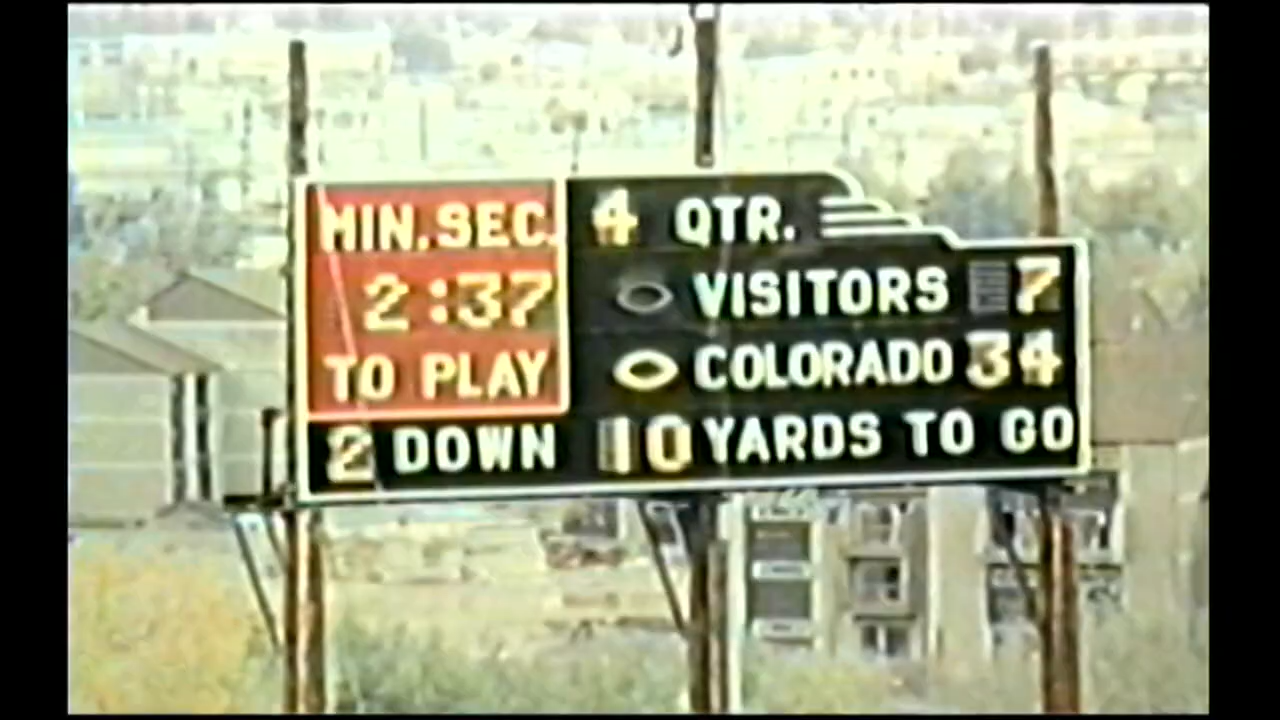 MIN. SEC. 4 QTR.
2:37 VISITORS 7
TO PLAY COLORADO 34
2 DOWN 10 YARDS TO GO